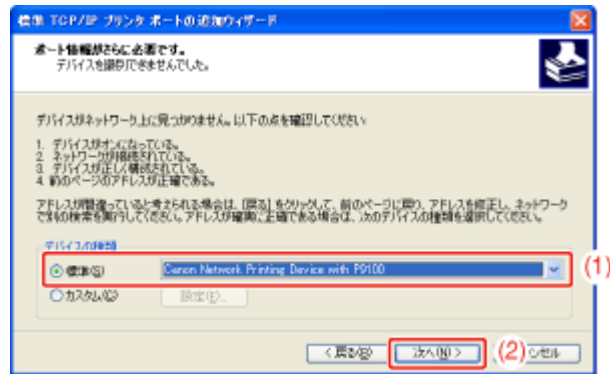 標準 TCP/IP プリンタ ポートの追加ウィザード
ポート情報がさらに必要です。
デバイスを識別できませんでした。
デバイスがネットワーク上に見つかりません。以下の点を確認してください:
1. デバイスがオンになっている。
2. ネットワークが接続されている。
3. デバイスが正しく構成されている。
4. 前のページのアドレスが正確である。
アドレスが間違っていると考えられる場合は、[戻る] をクリックして、前のページに戻り、アドレスを修正し、ネットワーク
で別の検索を実行してください。アドレスが確実に正確である場合は、次のデバイスの種類を選択してください。
デバイスの種類
標準(S) Canon Network Printing Device with P9100 (1)
カスタム(C) 設定(E)...
< 戻る(B) 次へ(N) > (2) ンセル